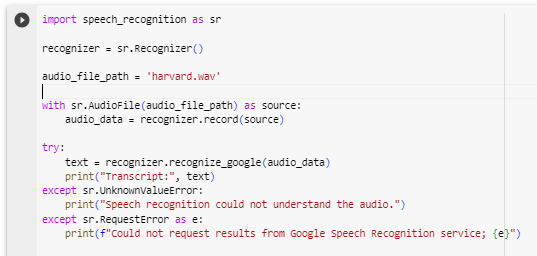 import speech_recognition as sr
recognizer = sr.Recognizer()
audio_file_path = 'harvard.wav'
with sr.AudioFile(audio_file_path) as source:
    audio_data = recognizer.record(source)
try:
    text = recognizer.recognize_google(audio_data)
    print("Transcript:", text)
except sr.UnknownValueError:
    print("Speech recognition could not understand the audio.")
except sr.RequestError as e:
    print(f"Could not request results from Google Speech Recognition service; {e}")